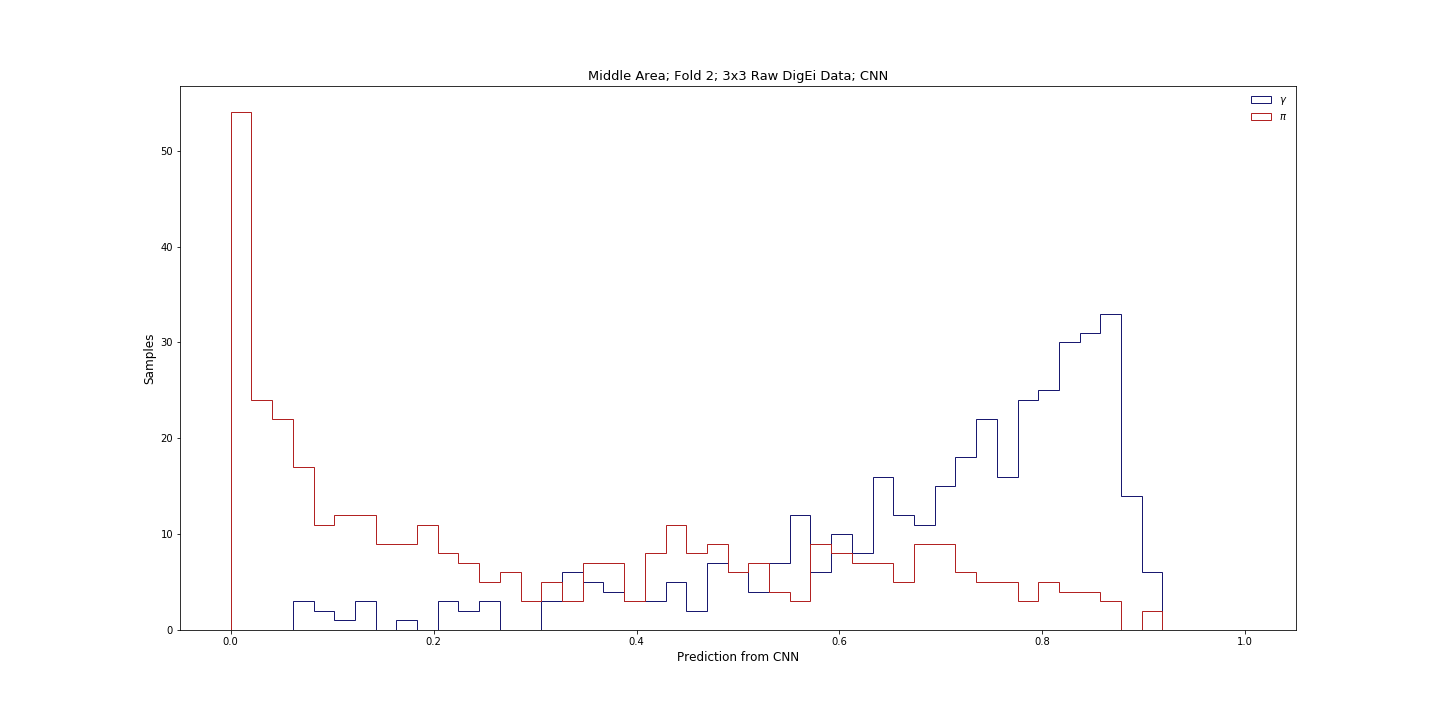 Middle Area; Fold 2; 3x3 Raw DigEi Data; CNN
γ
π
50
40
30
20
10
0
Samples
0.0 0.2 0.4 0.6 0.8 1.0
Prediction from CNN